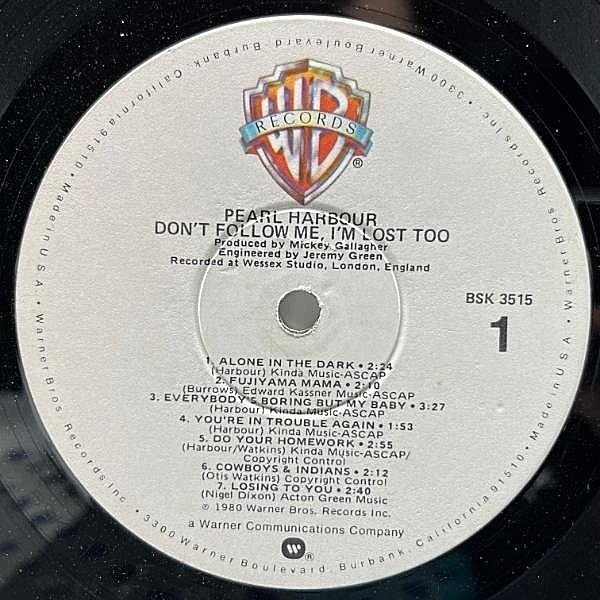 Made in U.S.A. • Warner Bros. Records Inc. • 3300 Warner Boulevard, Burbank, California 91510 • Made in U.S.A. • Warner Bros. Records Inc. • 3300 Warner Boulevard, Burbank, California 91510 •
WB
RECORDS
®
PEARL HARBOUR
DON'T FOLLOW ME, I'M LOST TOO
Produced by Mickey Gallagher
Engineered by Jeremy Green
Recorded at Wessex Studio, London, England
BSK 3515
1
1. ALONE IN THE DARK • 2:24
(Harbour) Kinda Music-ASCAP
2. FUJIYAMA MAMA • 2:10
(Burrows) Edward Kassner Music-ASCAP
3. EVERYBODY'S BORING BUT MY BABY • 3:27
(Harbour) Kinda Music-ASCAP
4. YOU'RE IN TROUBLE AGAIN • 1:53
(Harbour) Kinda Music-ASCAP
5. DO YOUR HOMEWORK • 2:55
(Harbour/Watkins) Kinda Music-ASCAP/
Copyright Control
6. COWBOYS & INDIANS • 2:12
(Otis Watkins) Copyright Control
7. LOSING TO YOU • 2:40
(Nigel Dixon) Acton Green Music
℗ 1980 Warner Bros. Records Inc.
a Warner Communications Company
®